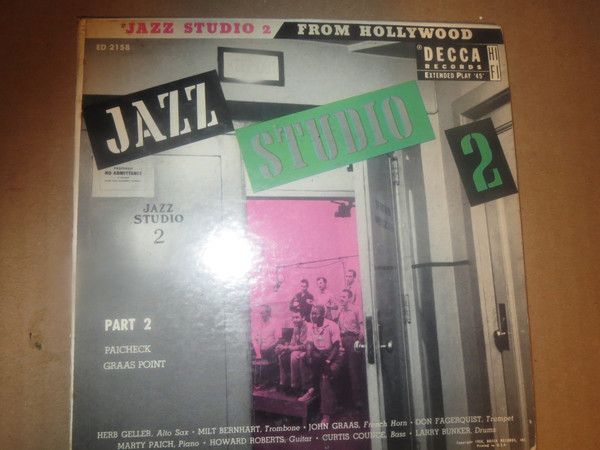 JAZZ STUDIO 2 FROM HOLLYWOOD
ED 2158
DECCA
RECORDS
EXTENDED PLAY '45'
HI
FI
JAZZ
STUDIO
2
NO ADMITTANCE
JAZZ
STUDIO
2
PART 2
PAICHECK
GRAAS POINT
HERB GELLER, Alto Sax • MILT BERNHART, Trombone • JOHN GRAAS, French Horn • DON FAGERQUIST, Trumpet
MARTY PAICH, Piano • HOWARD ROBERTS, Guitar • CURTIS COUNCE, Bass • LARRY BUNKER, Drums